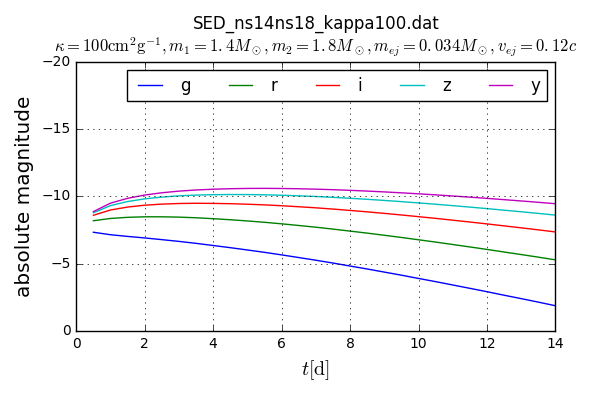 SED_ns14ns18_kappa100.dat
κ = 100cm²g⁻¹, m₁ = 1.4M⊙, m₂ = 1.8M⊙, m_ej = 0.034M⊙, v_ej = 0.12c
g r i z y
−20
−15
−10
−5
0
absolute magnitude
0 2 4 6 8 10 12 14
t[d]